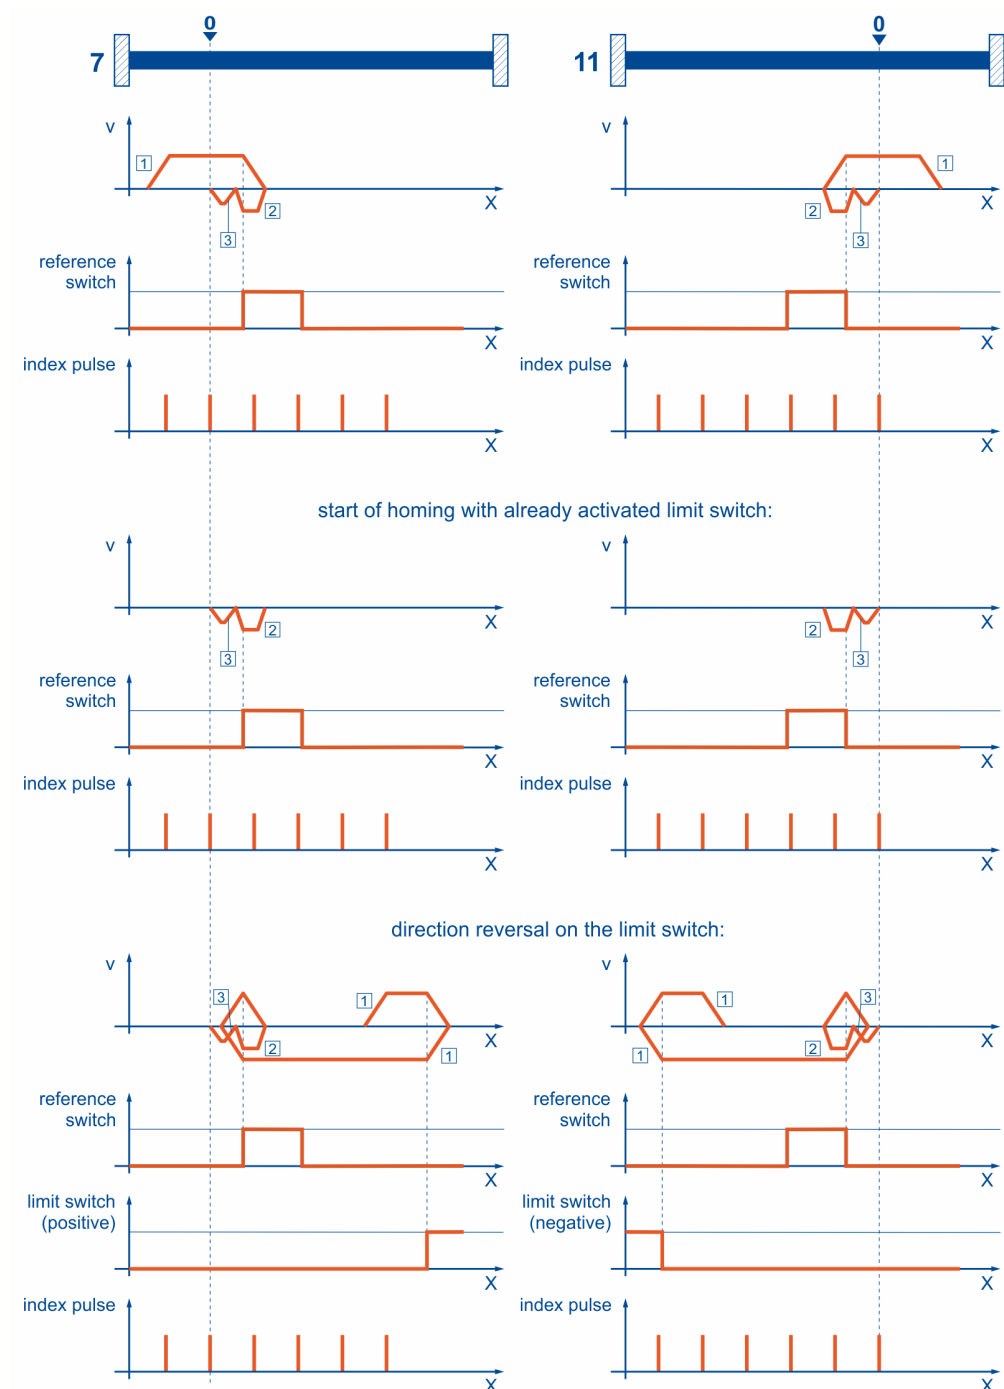 0
0
7
11
v
v
1
1
X
X
2
2
3
3
reference
switch
reference
switch
X
X
index pulse
index pulse
X
X
start of homing with already activated limit switch:
v
v
X
X
2
2
3
3
reference
switch
reference
switch
X
X
index pulse
index pulse
X
X
direction reversal on the limit switch:
v
v
3
1
1
3
X
X
2
1
1
2
reference
switch
reference
switch
X
X
limit switch
(positive)
limit switch
(negative)
X
X
index pulse
index pulse
X
X